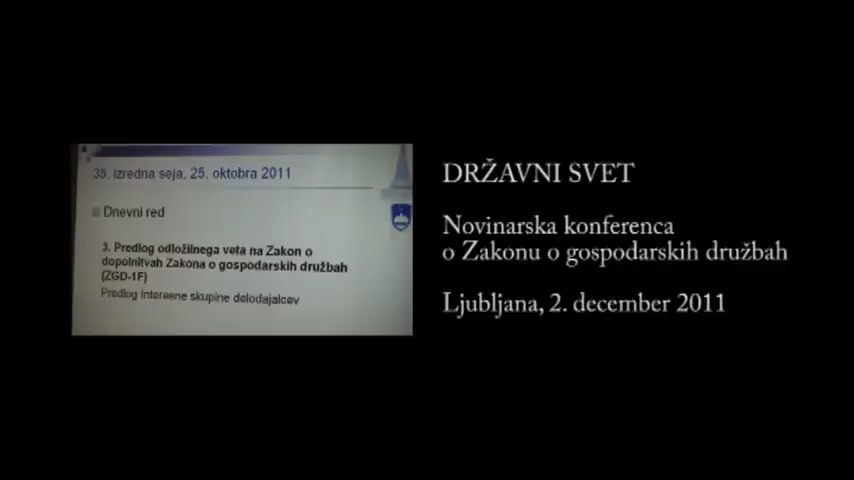 35. izredna seja, 25. oktobra 2011
Dnevni red
3. Predlog odložilnega veta na Zakon o
dopolnitvah Zakona o gospodarskih družbah
(ZGD-1F)
Predlog Interesne skupine delodajalcev
DRŽAVNI SVET
Novinarska konferenca
o Zakonu o gospodarskih družbah
Ljubljana, 2. december 2011